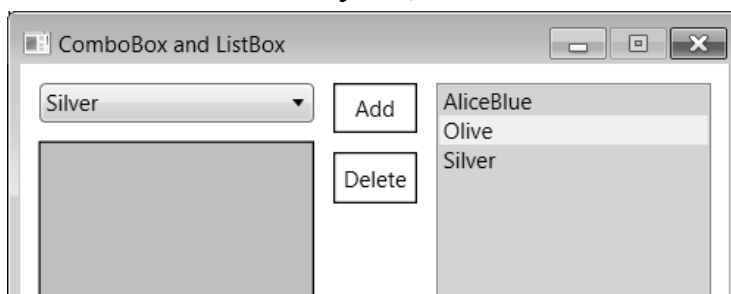 ComboBox and ListBox
Silver
Add
Delete
AliceBlue
Olive
Silver